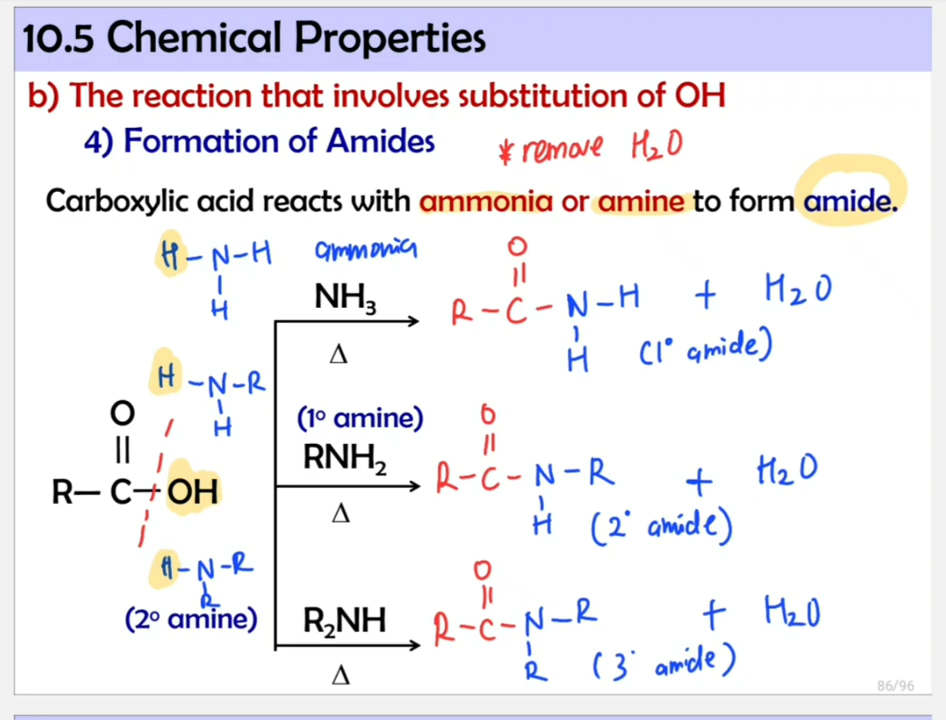 10.5 Chemical Properties
b) The reaction that involves substitution of OH
4) Formation of Amides * remove H₂O
Carboxylic acid reacts with ammonia or amine to form amide.
H–N–H
|
H
ammonia
NH₃
Δ
O
||
R–C–N–H + H₂O
|
H (1° amide)
H–N–R
|
H
O
||
R–C–OH
(1° amine)
RNH₂
Δ
O
||
R–C–N–R + H₂O
|
H (2° amide)
H–N–R
|
R
(2° amine)
R₂NH
Δ
O
||
R–C–N–R + H₂O
|
R (3° amide)
86/96